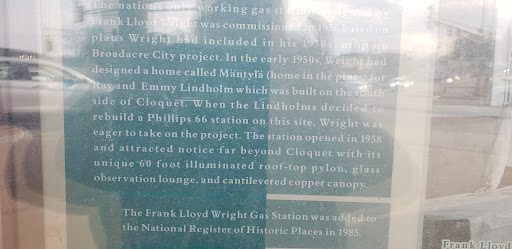 The nations only working gas station designed by
Frank Lloyd Wright was commissioned in 1956 based on
plans Wright had included in his 1930s utopian
Broadacre City project. In the early 1950s, Wright had
designed a home called Mäntylä (home in the pines) for
Ray and Emmy Lindholm which was built on the south
side of Cloquet. When the Lindholms decided to
rebuild a Phillips 66 station on this site, Wright was
eager to take on the project. The station opened in 1958
and attracted notice far beyond Cloquet with its
unique 60 foot illuminated roof-top pylon, glass
observation lounge, and cantilevered copper canopy.
The Frank Lloyd Wright Gas Station was added to
the National Register of Historic Places in 1985.
Frank Lloyd